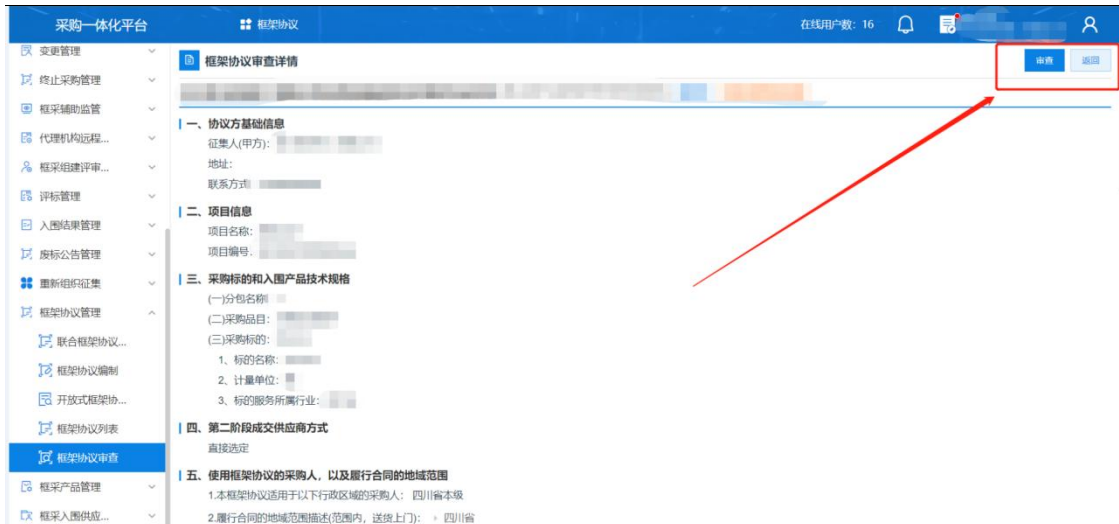 采购一体化平台
框架协议
在线用户数：16
变更管理
终止采购管理
框采辅助监管
代理机构远程...
框采组建评审...
评标管理
入围结果管理
废标公告管理
重新组织征集
框架协议管理
联合框架协议...
框架协议编制
开放式框架协...
框架协议列表
框架协议审查
框采产品管理
框采入围供应...
框架协议审查详情
审查
返回
一、协议方基础信息
征集人(甲方)：
地址：
联系方式
二、项目信息
项目名称：
项目编号.
三、采购标的和入围产品技术规格
(一)分包名称
(二)采购品目：
(三)采购标的：
1、标的名称：
2、计量单位：
3、标的服务所属行业：
四、第二阶段成交供应商方式
直接选定
五、使用框架协议的采购人，以及履行合同的地域范围
1.本框架协议适用于以下行政区域的采购人： 四川省本级
2.履行合同的地域范围描述(范围内，送货上门)： 四川省